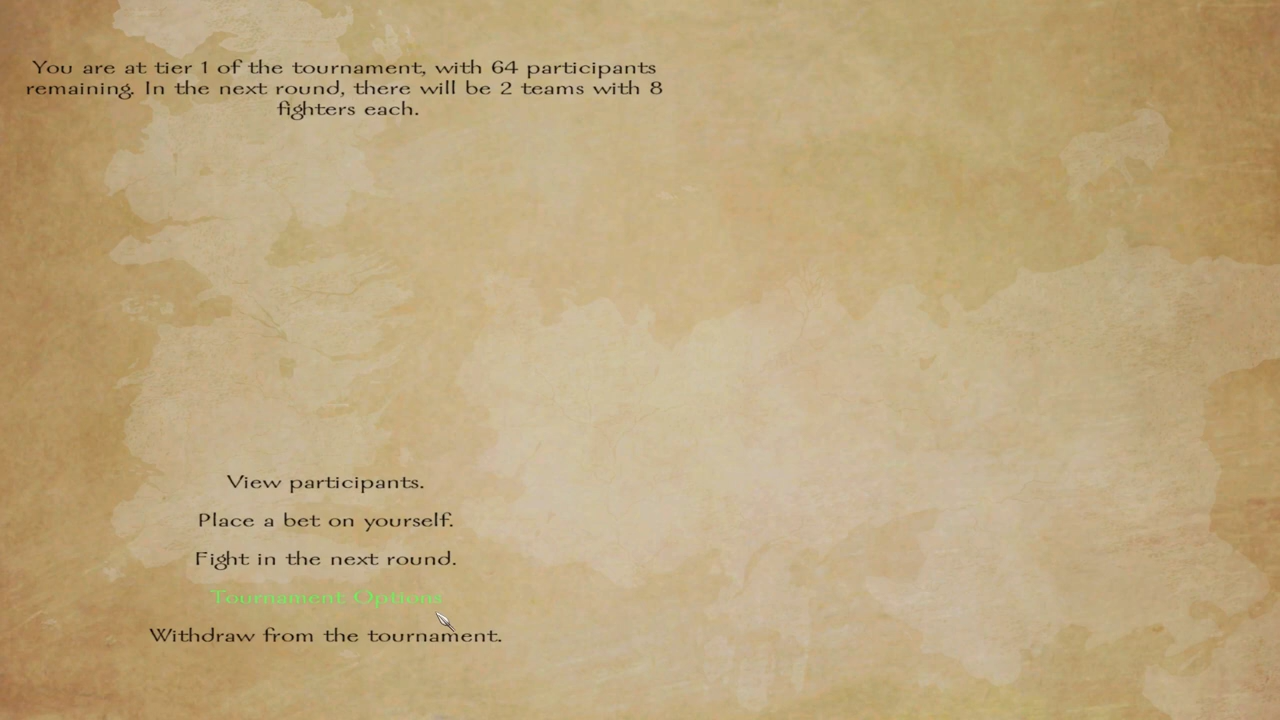 You are at tier 1 of the tournament, with 64 participants
remaining. In the next round, there will be 2 teams with 8
fighters each.
View participants.
Place a bet on yourself.
Fight in the next round.
Tournament Options
Withdraw from the tournament.